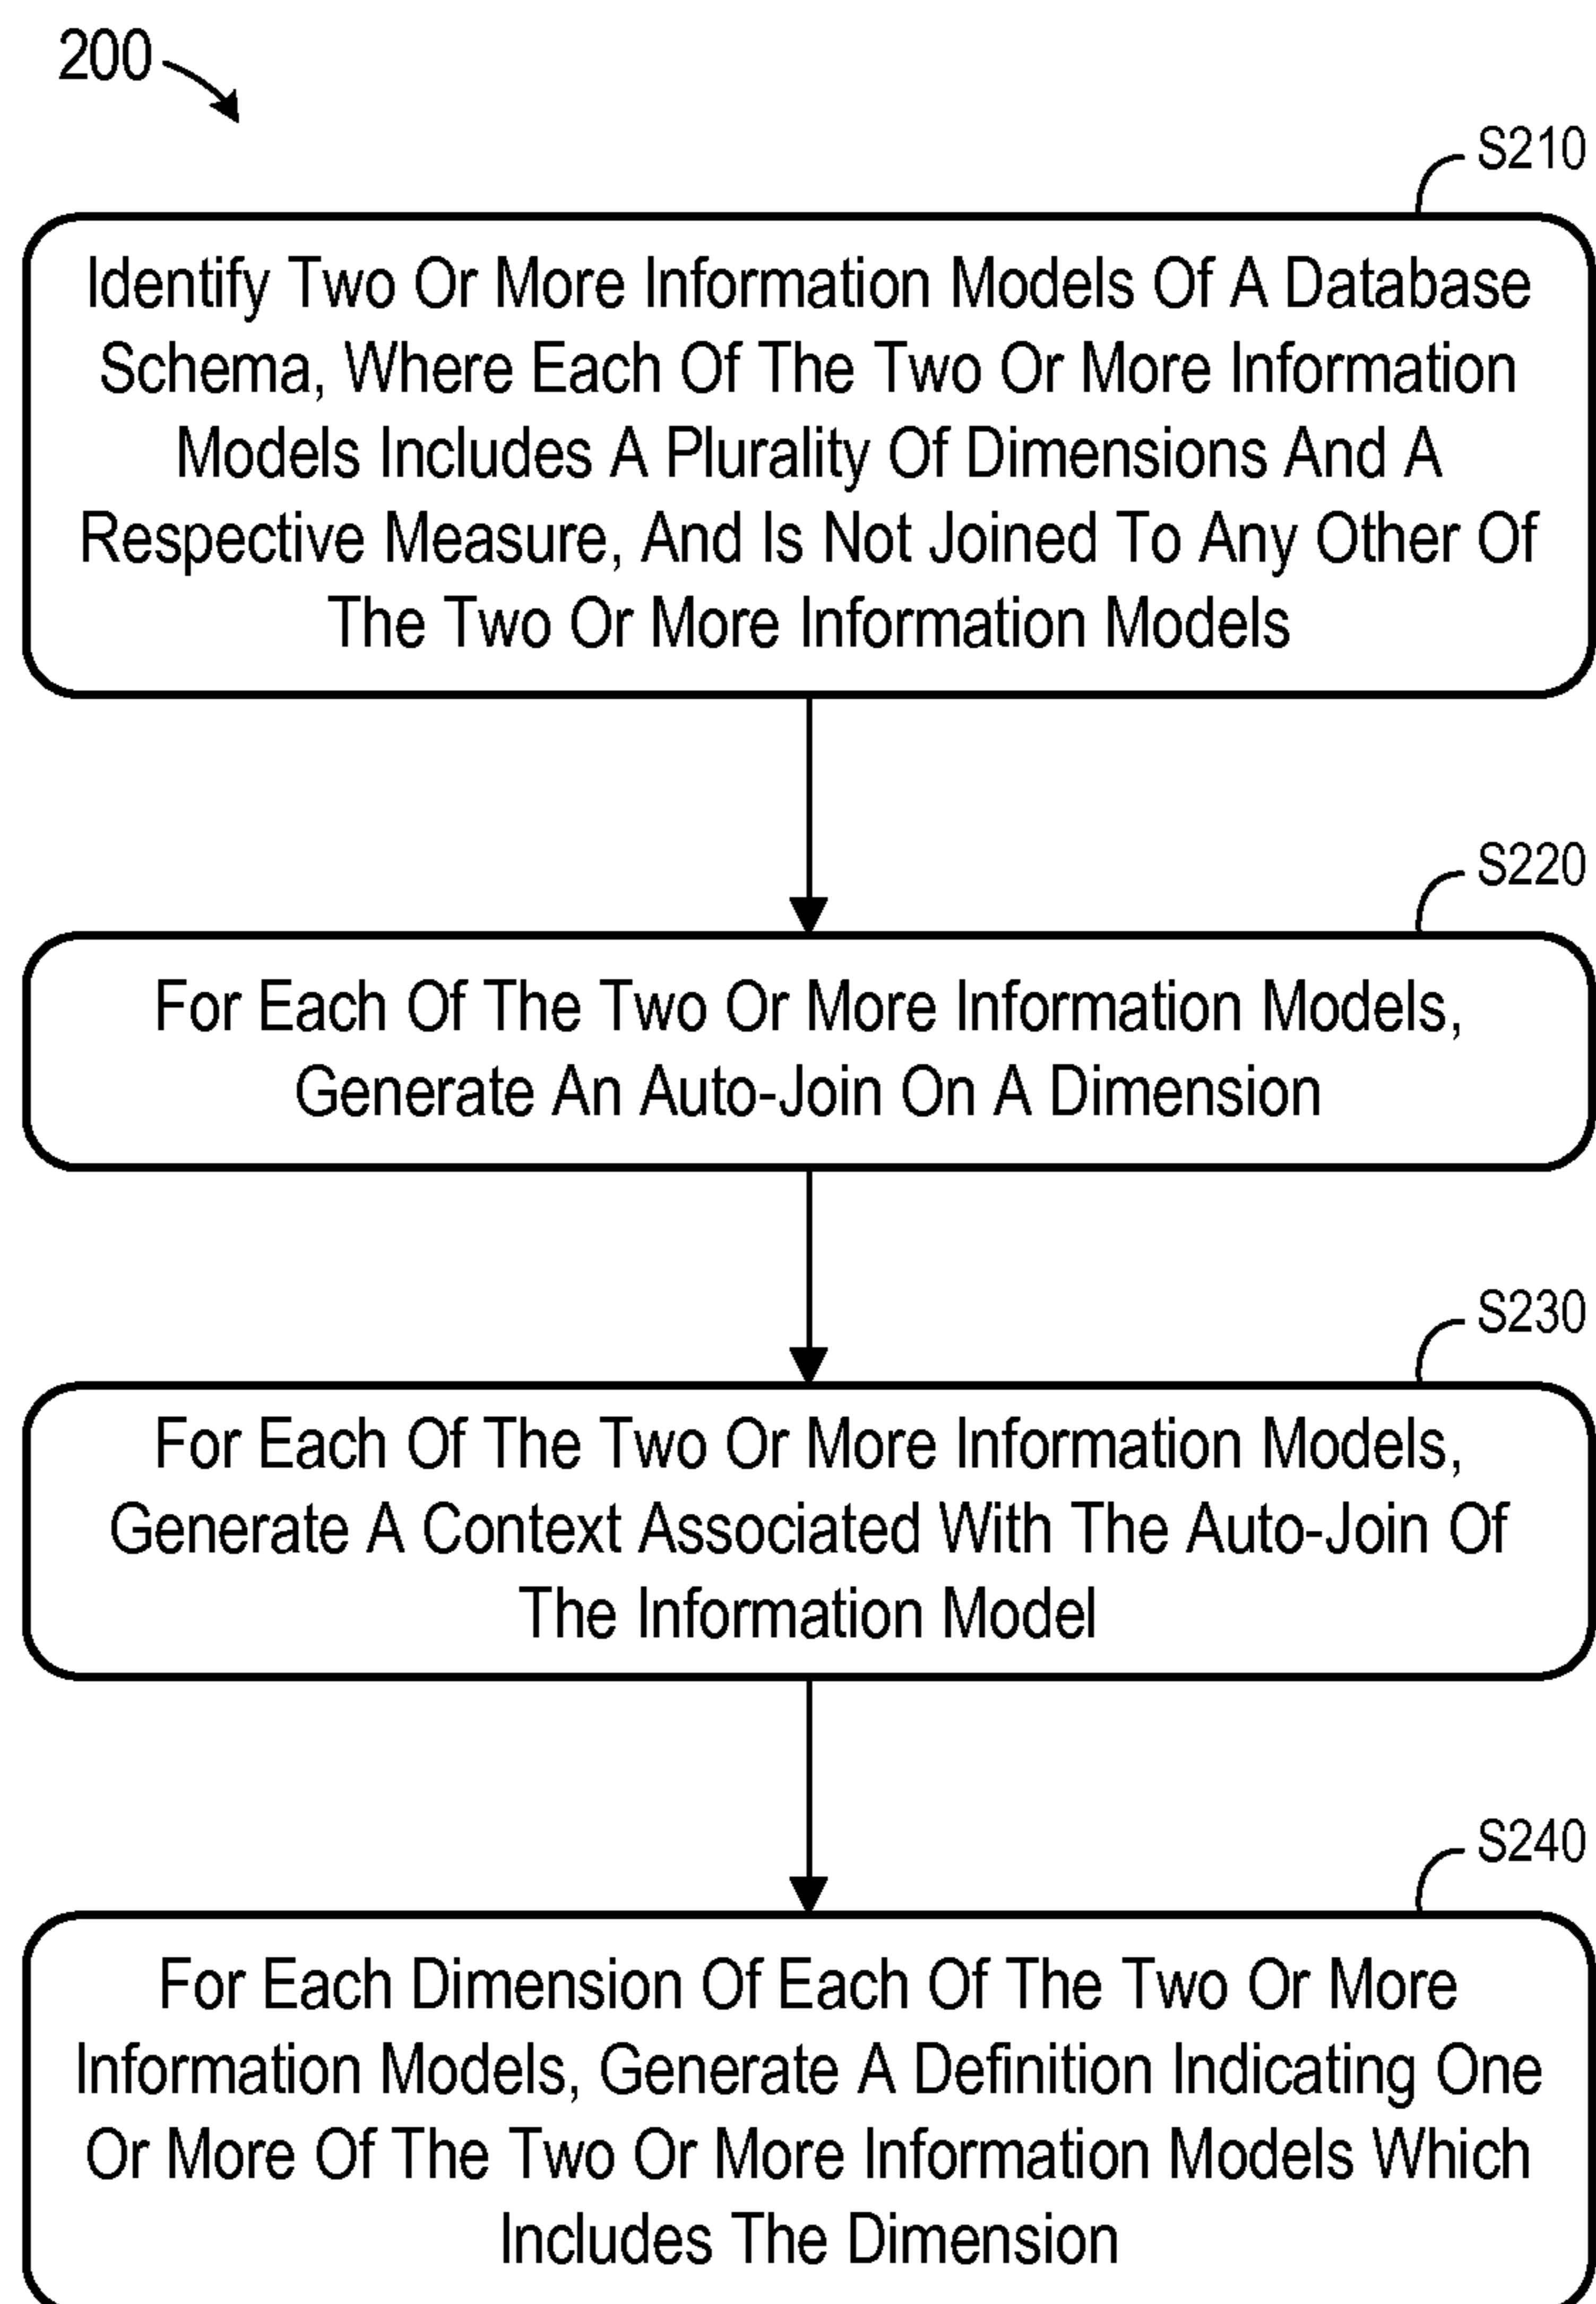 200
S210
Identify Two Or More Information Models Of A Database
Schema, Where Each Of The Two Or More Information
Models Includes A Plurality Of Dimensions And A
Respective Measure, And Is Not Joined To Any Other Of
The Two Or More Information Models
S220
For Each Of The Two Or More Information Models,
Generate An Auto-Join On A Dimension
S230
For Each Of The Two Or More Information Models,
Generate A Context Associated With The Auto-Join Of
The Information Model
S240
For Each Dimension Of Each Of The Two Or More
Information Models, Generate A Definition Indicating One
Or More Of The Two Or More Information Models Which
Includes The Dimension